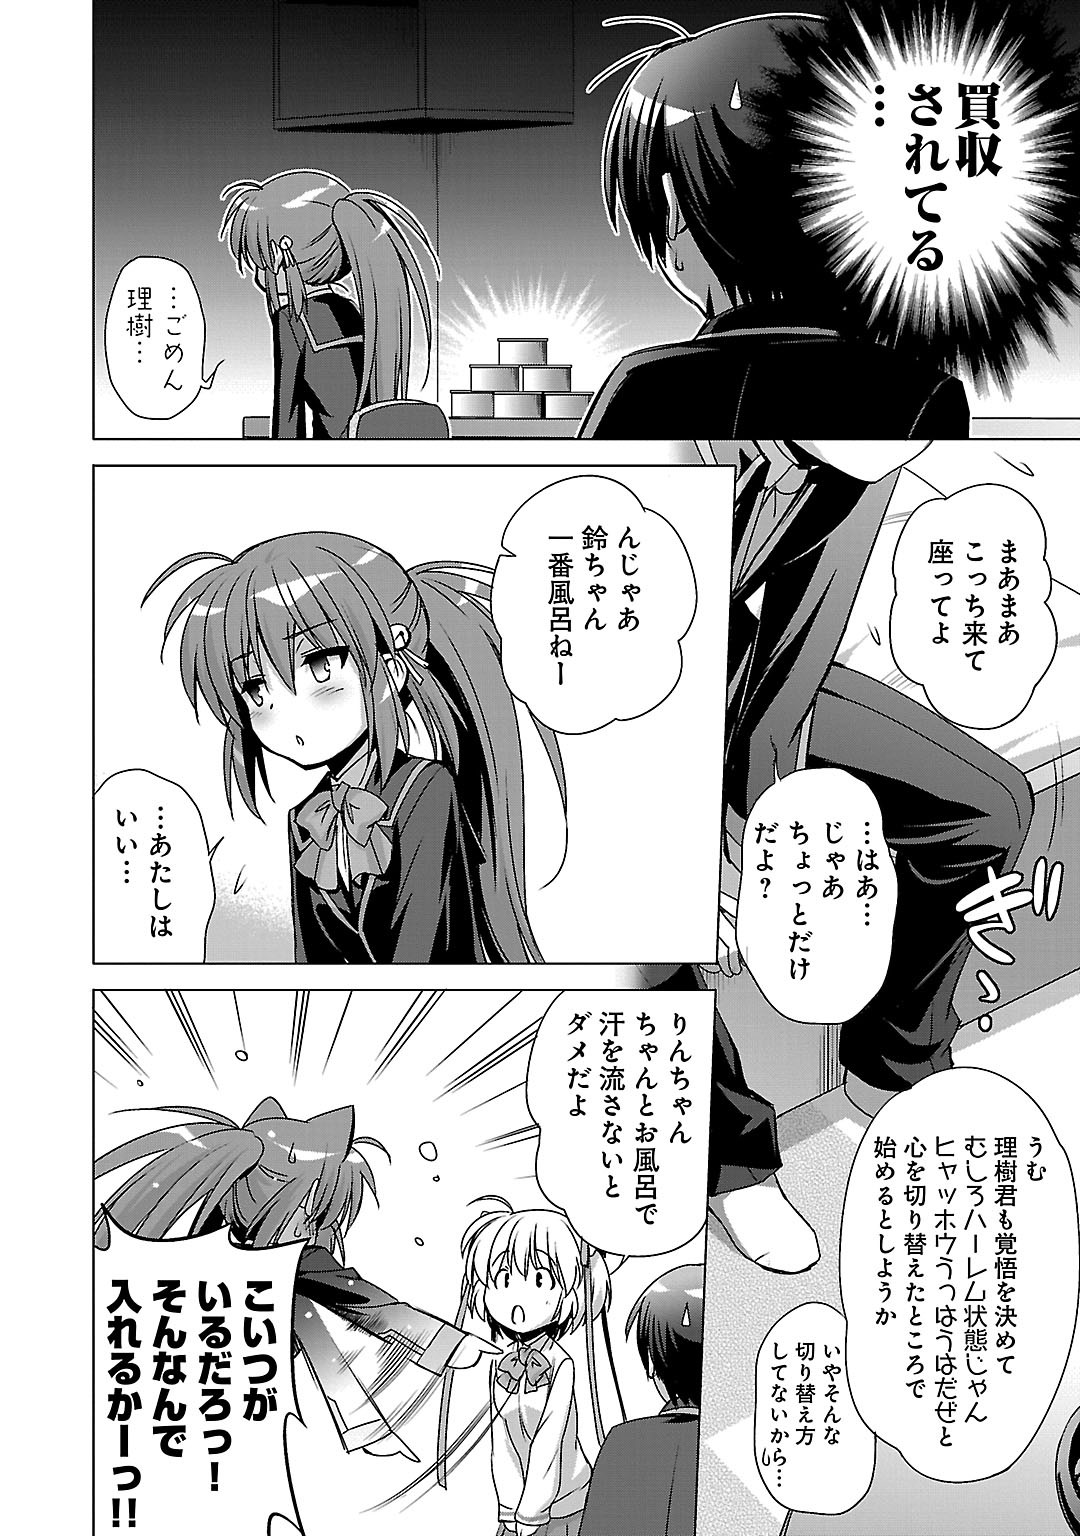 買収
されてる
…
…ごめん
理樹…
まあまあ
こっち来て
座ってよ
…はあ…
じゃあ
ちょっとだけ
だよ?
ギシッ
うむ
理樹君も覚悟を決めて
むしろハーレム状態じゃん
ヒャッホウうっはうはだぜと
心を切り替えたところで
始めるとしようか
いやそんな
切り替え方
してないから…
んじゃあ
鈴ちゃん
一番風呂ねー
…あたしは
いい…
りんちゃん
ちゃんとお風呂で
汗を流さないと
ダメだよ
こいつが
いるだろっ!
そんなんで
入れるかーっ!!